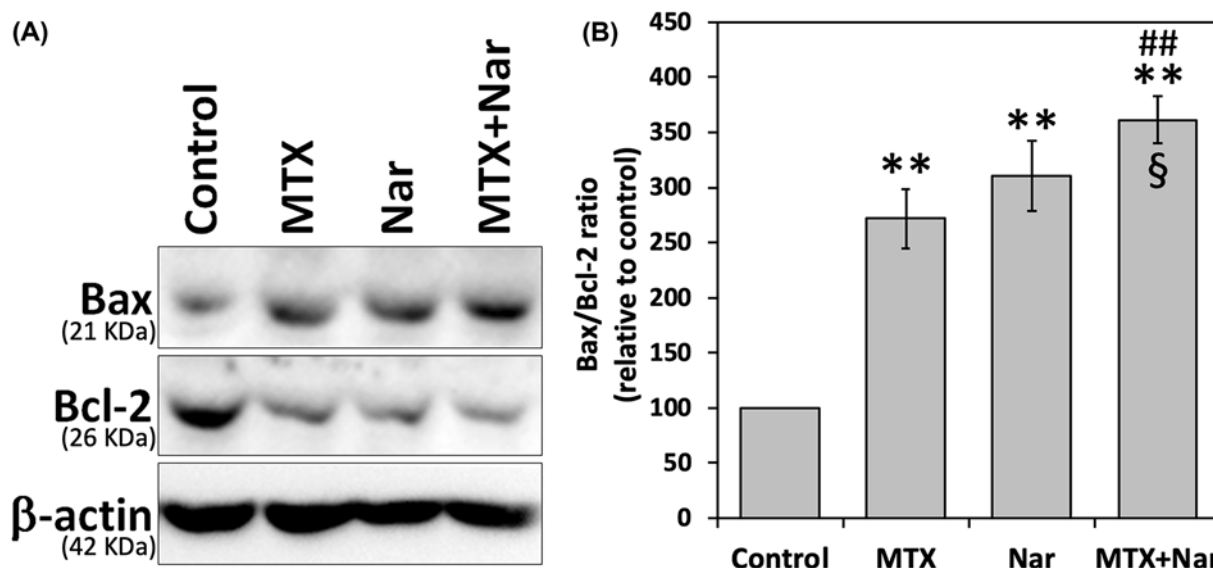 (A)
Control
MTX
Nar
MTX+Nar
Bax
(21 KDa)
Bcl-2
(26 KDa)
β-actin
(42 KDa)
(B)
Bax/Bcl-2 ratio
(relative to control)
450
400
350
300
250
200
150
100
50
0
**
**
##
**
§
Control MTX Nar MTX+Nar